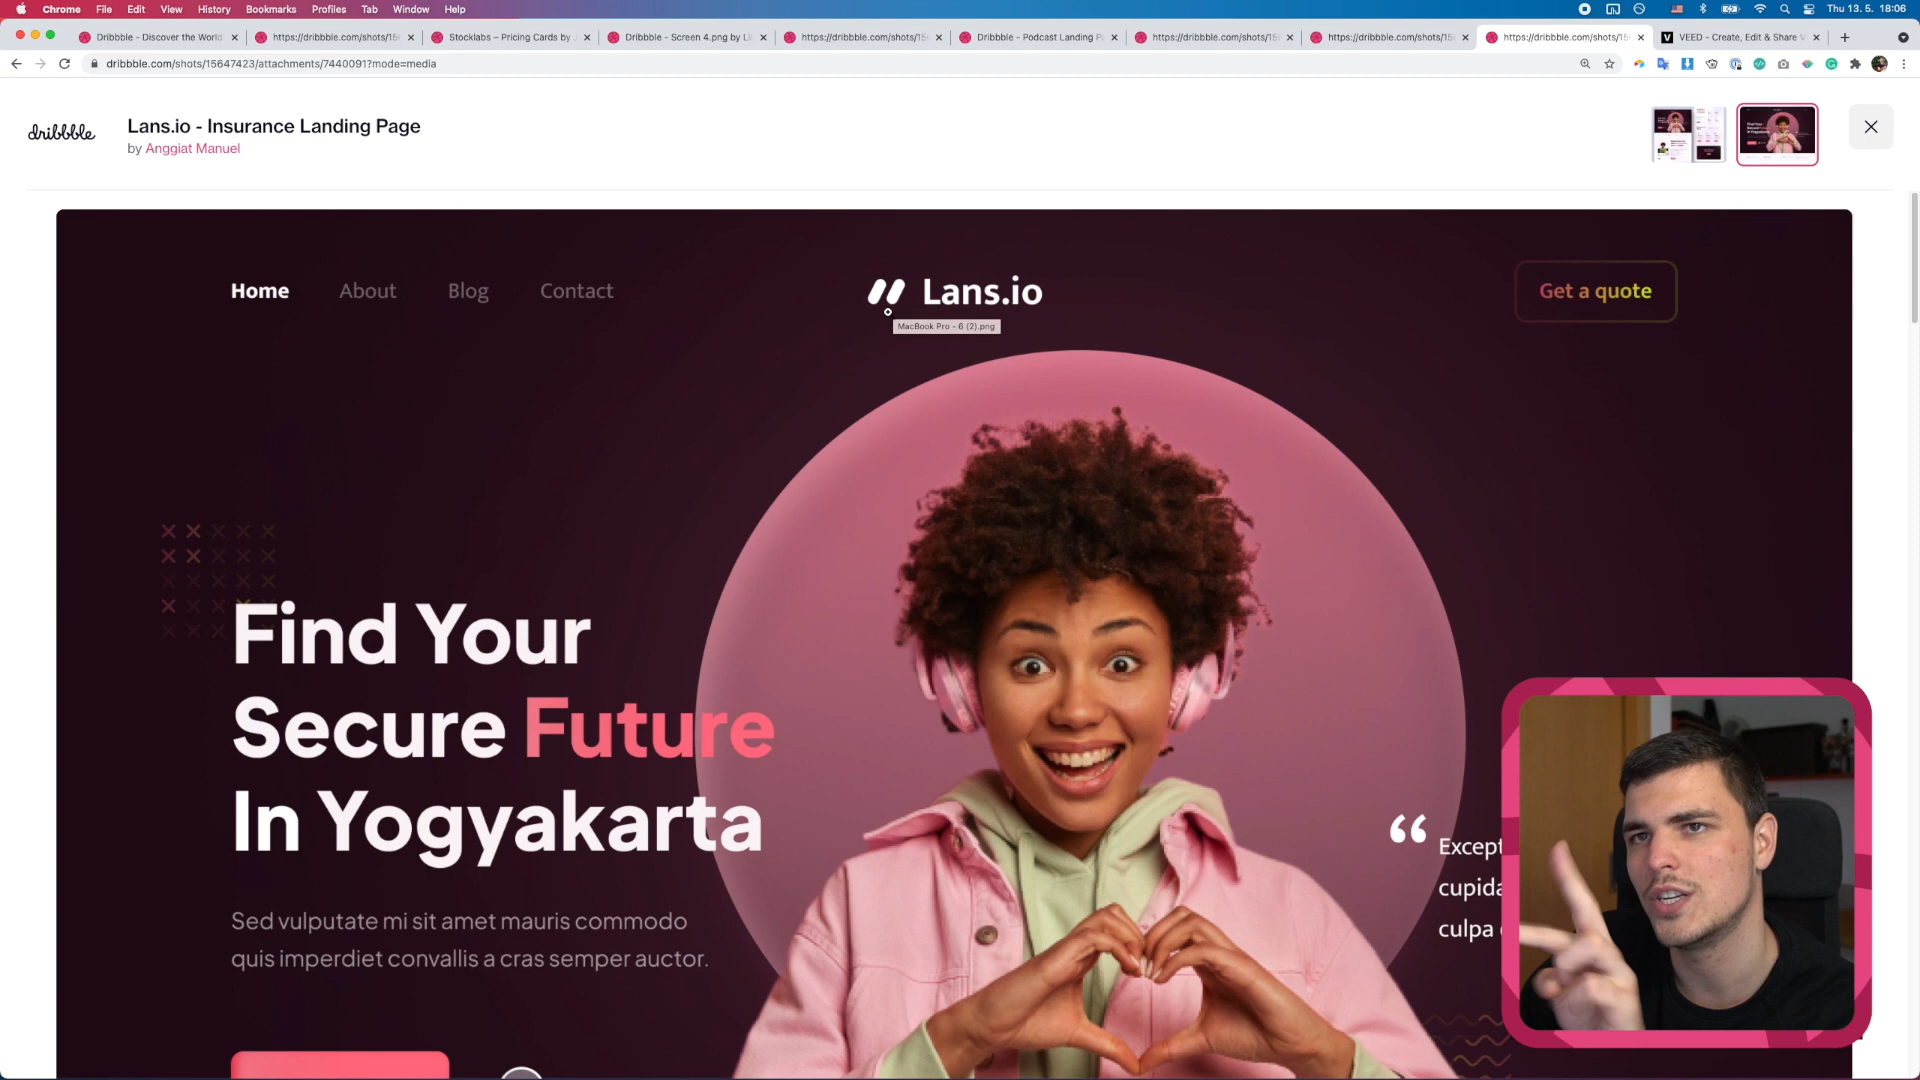 Chrome File Edit View History Bookmarks Profiles Tab Window Help
Thu 13. 5. 18:06
Dribbble - Discover the World'
https://dribbble.com/shots/15
Stocklabs – Pricing Cards by
Dribbble - Screen 4.png by
https://dribbble.com/shots/15
Dribbble - Podcast Landing
https://dribbble.com/shots/15
https://dribbble.com/shots/15
https://dribbble.com/shots/15
VEED - Create, Edit & Share
dribbble.com/shots/15647423/attachments/7440091?mode=media
dribbble
Lans.io - Insurance Landing Page
by Anggiat Manuel
Home About Blog Contact
Lans.io
Get a quote
MacBook Pro - 6 (2).png
Find Your
Secure Future
In Yogyakarta
Sed vulputate mi sit amet mauris commodo
quis imperdiet convallis a cras semper auctor.
“ Except
cupida
culpa